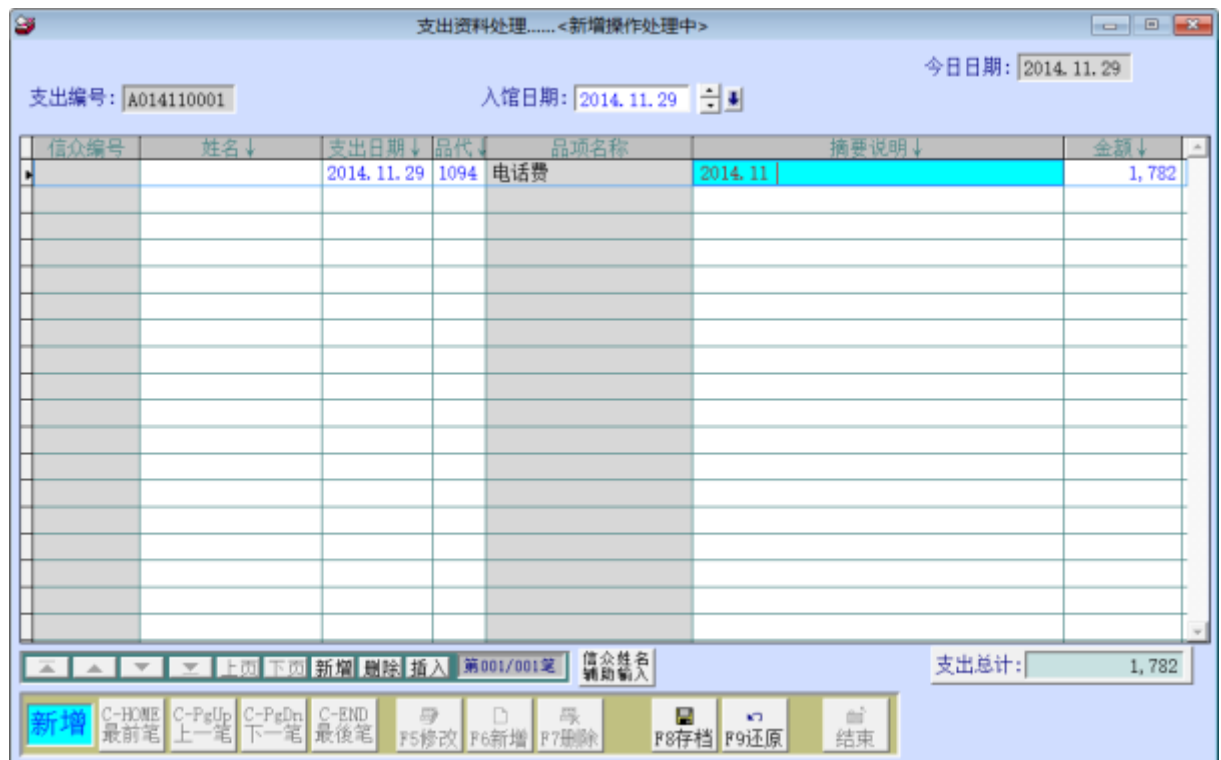 支出资料处理......<新增操作处理中>
今日日期: 2014.11.29
支出编号: A014110001 入馆日期: 2014.11.29
信众编号 姓名↓ 支出日期↓ 品代↓ 品项名称 摘要说明↓ 金额↓
2014.11.29 1094 电话费 2014.11 1,782
上页 下页 新增 删除 插入 第001/001笔 信众姓名
辅助输入
支出总计: 1,782
新增 C-HOME C-PgUp C-PgDn C-END
最前笔 上一笔 下一笔 最後笔 F5修改 F6新增 F7删除 F8存档 F9还原 结束